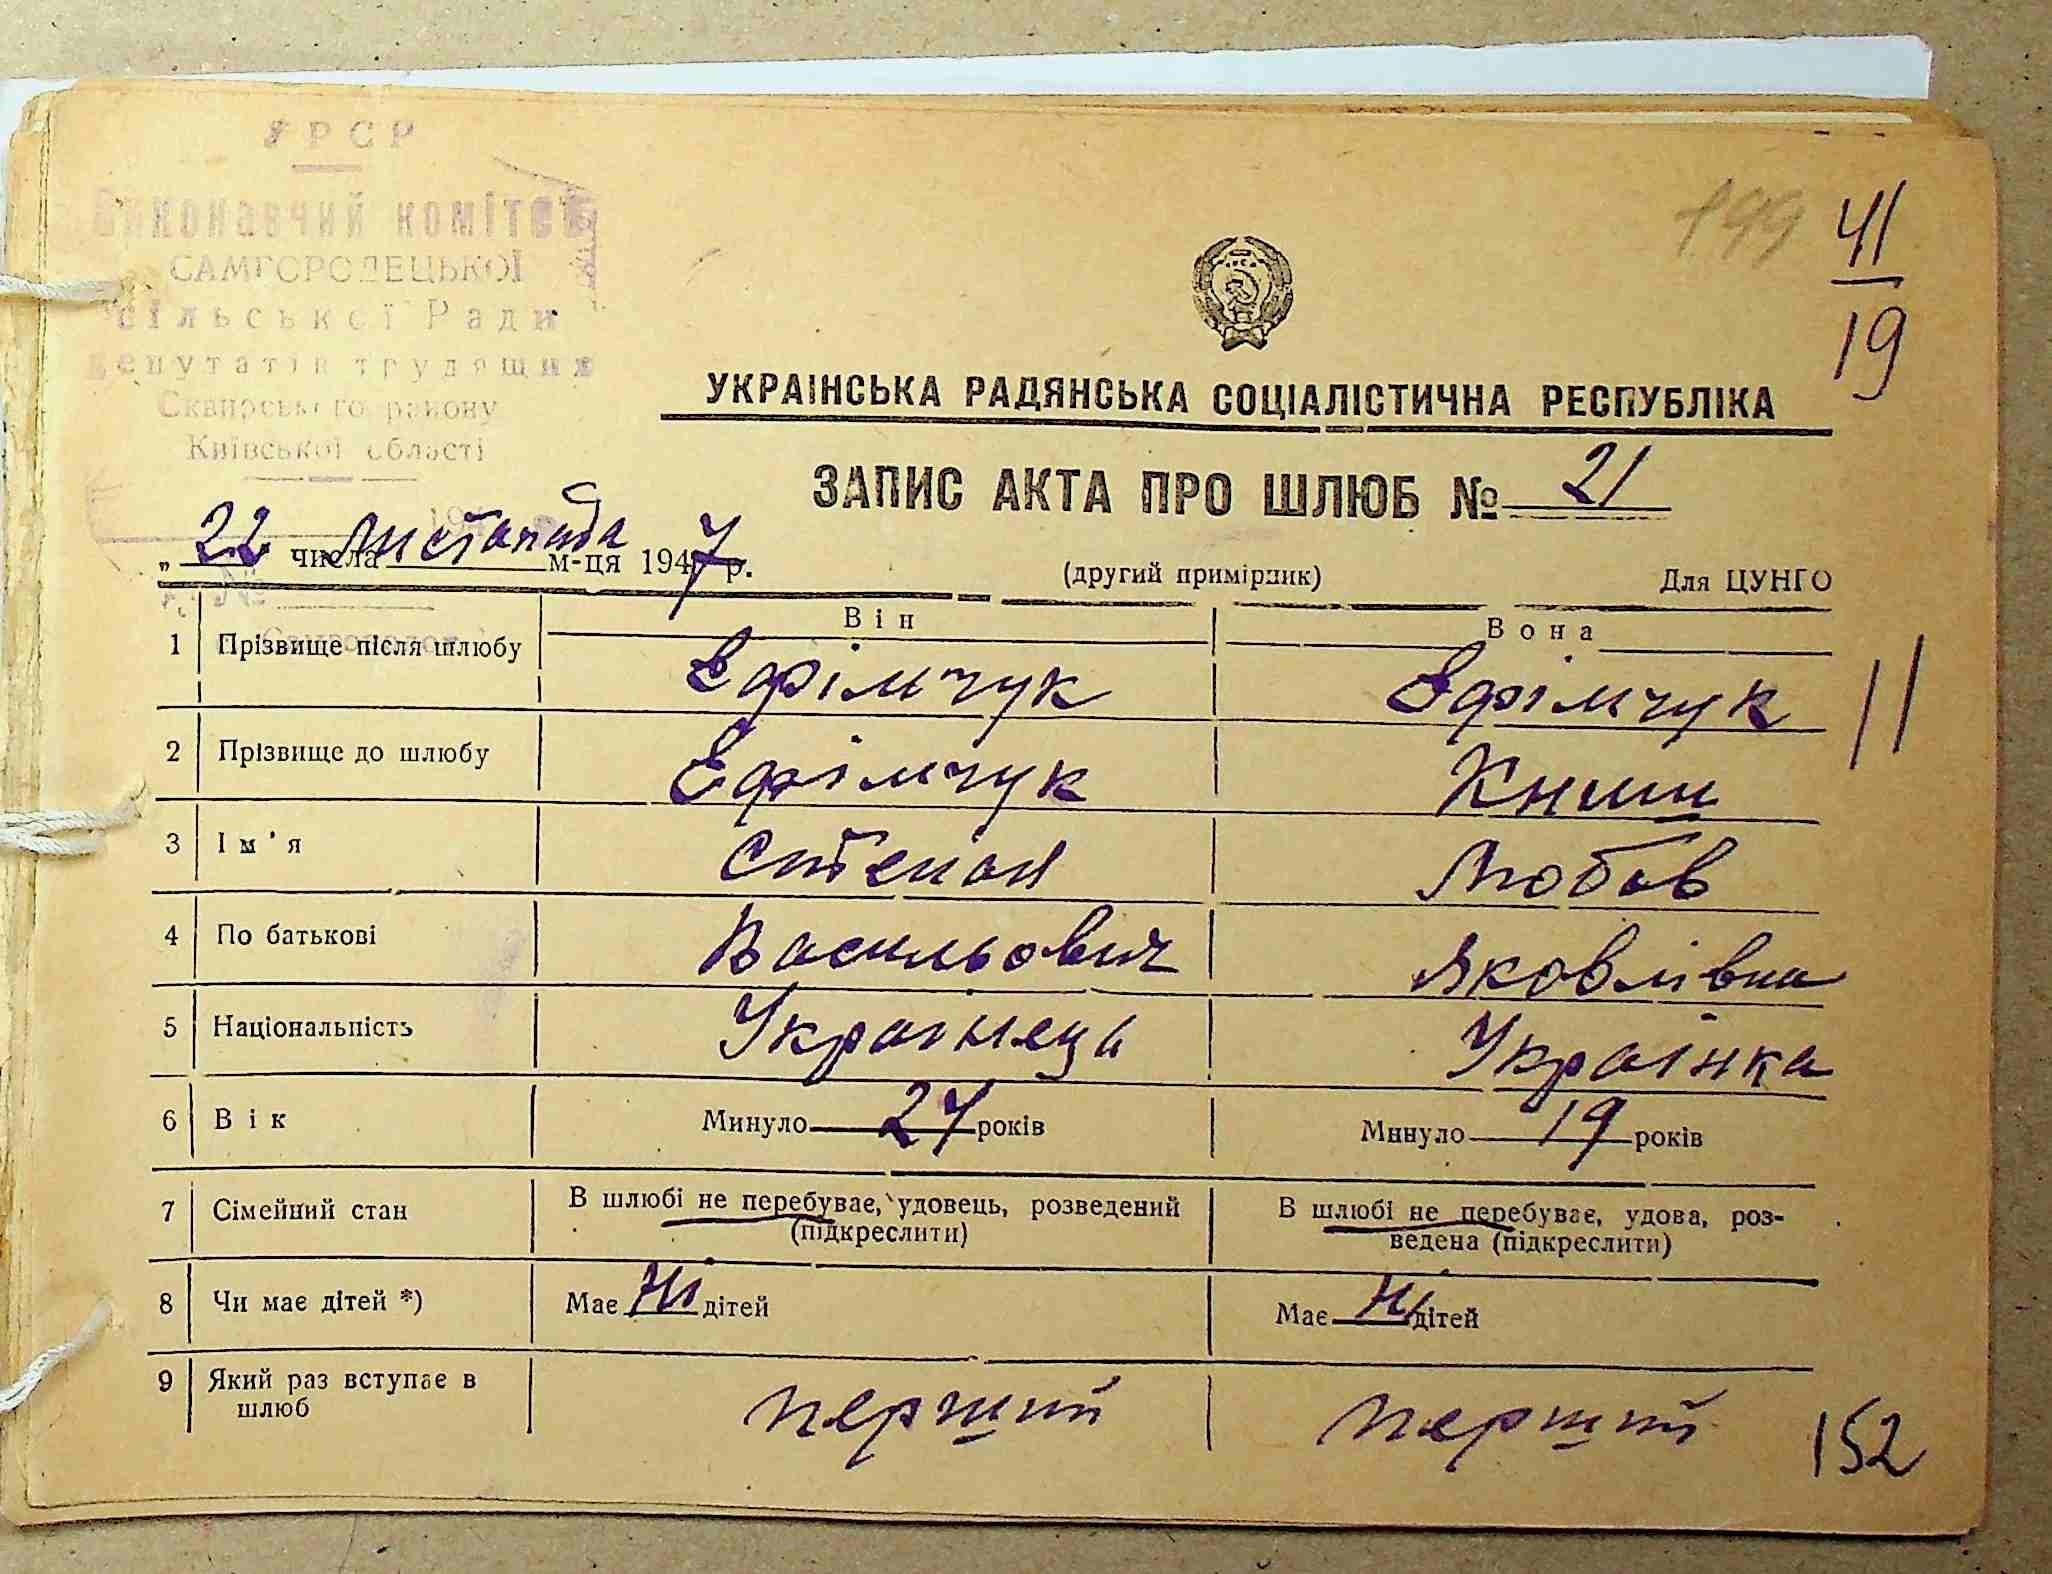 УРСР
Виконавчий комітет
САМГОРОДЕЦЬКОЇ
сільської Ради
депутатів трудящих
Сквирського району
Київської області
199
41
19
УКРАІНСЬКА РАДЯНСЬКА СОЦІАЛІСТИЧНА РЕСПУБЛІКА
ЗАПИС АКТА ПРО ШЛЮБ № 21
„ 22 числа листопада м-ця 1947 р.
(другий примірник)
Для ЦУНГО
Він
Вона
1 Прізвище після шлюбу Ефімчук Ефімчук
11
2 Прізвище до шлюбу Ефімчук Книш
3 Ім'я Степан Любов
4 По батькові Васильович Яковлівна
5 Національність Украінець Украінка
6 Вік Минуло 27 років Минуло 19 років
7 Сімейний стан В шлюбі не перебуває, удовець, розведений (підкреслити) В шлюбі не перебуває, удова, роз-
ведена (підкреслити)
8 Чи має дітей *) Має ні дітей Має ні дітей
9 Який раз вступає в шлюб перший перший
152